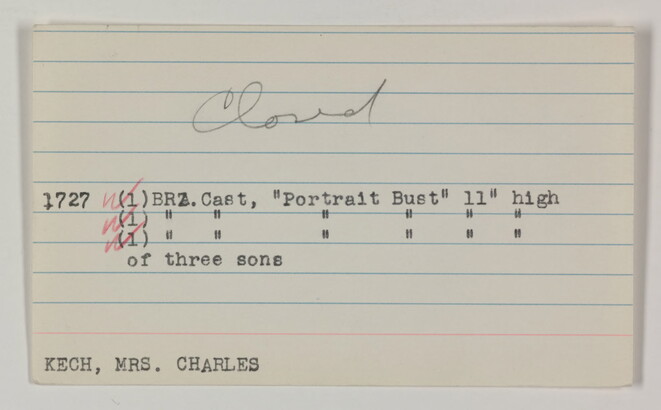 Closed
1727 (1)BRZ.Cast, "Portrait Bust" 11" high
(1) " " " " " "
(1) " " " " " "
of three sons
KECH, MRS. CHARLES